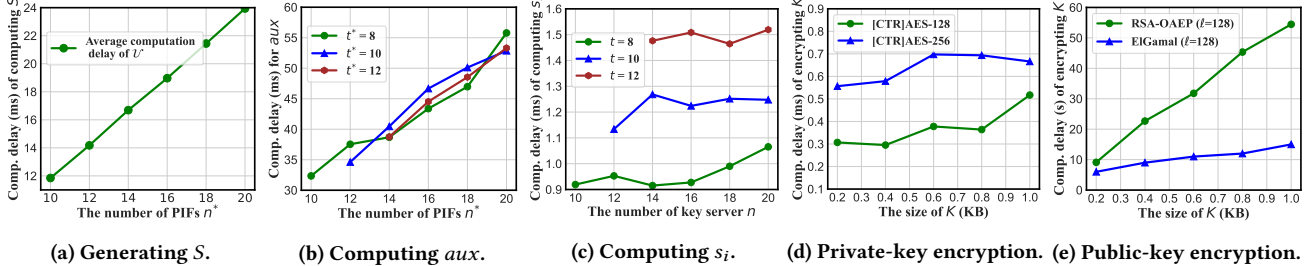 Comp. delay (ms) of computing S
24
22
20
18
16
14
12
Average computation
delay of U
10 12 14 16 18 20
The number of PIFs n*
(a) Generating S.
Comp. delay (ms) for aux
60
55
50
45
40
35
30
t* = 8
t* = 10
t* = 12
10 12 14 16 18 20
The number of PIFs n*
(b) Computing aux.
Comp. delay (ms) of computing s
1.6
1.5
1.4
1.3
1.2
1.1
1.0
0.9
t = 8
t = 10
t = 12
10 12 14 16 18 20
The number of key server n
(c) Computing sᵢ.
Comp. delay (ms) of encrypting K
0.9
0.8
0.7
0.6
0.5
0.4
0.3
0.2
0.1
[CTR]AES-128
[CTR]AES-256
0.2 0.4 0.6 0.8 1.0
The size of K (KB)
(d) Private-key encryption.
Comp. delay (s) of encrypting K
60
50
40
30
20
10
0
RSA-OAEP (ℓ=128)
ElGamal (ℓ=128)
0.2 0.4 0.6 0.8 1.0
The size of K (KB)
(e) Public-key encryption.